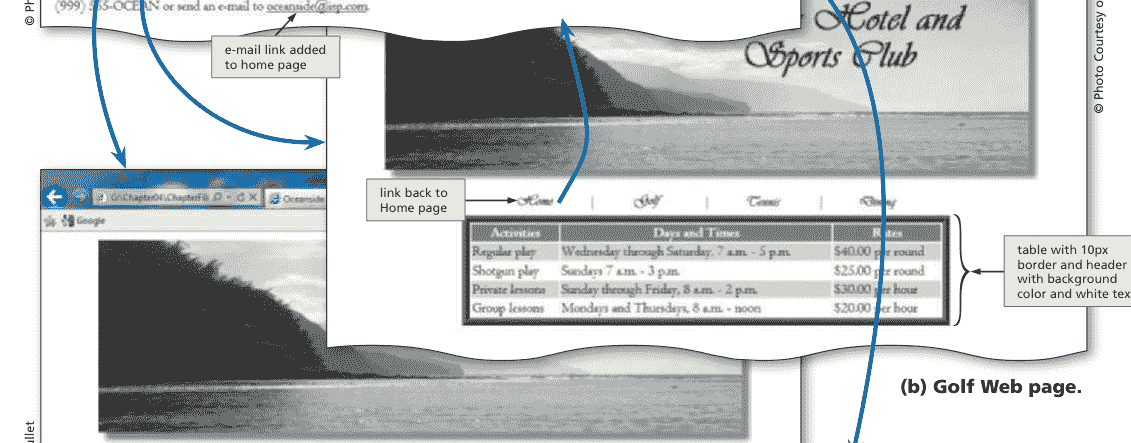 (999) 555-OCEAN or send an e-mail to oceanside@isp.com.
e-mail link added
to home page
Hotel and
Sports Club
© Photo Courtesy o
link back to
Home page
Home | Golf | Tennis | Dining
Activities Days and Times Rates
Regular play Wednesday through Saturday, 7 a.m. - 5 p.m. $40.00 per round
Shotgun play Sundays 7 a.m. - 3 p.m. $25.00 per round
Private lessons Sunday through Friday, 8 a.m. - 2 p.m. $30.00 per hour
Group lessons Mondays and Thursdays, 8 a.m. - noon $20.00 per hour
table with 10px
border and header
with background
color and white tex
G:\Chapter04\ChapterFil
Oceanside
Google
(b) Golf Web page.
ullet